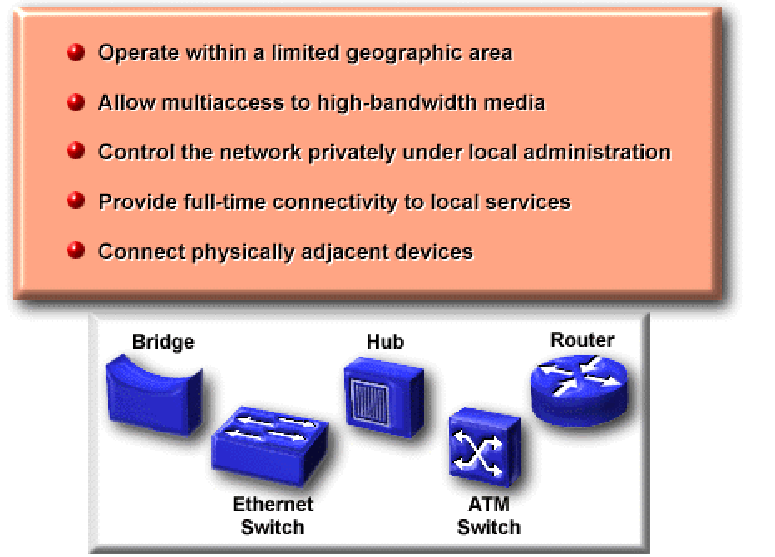 Operate within a limited geographic area
Allow multiaccess to high-bandwidth media
Control the network privately under local administration
Provide full-time connectivity to local services
Connect physically adjacent devices
Bridge
Hub
Router
Ethernet
Switch
ATM
Switch